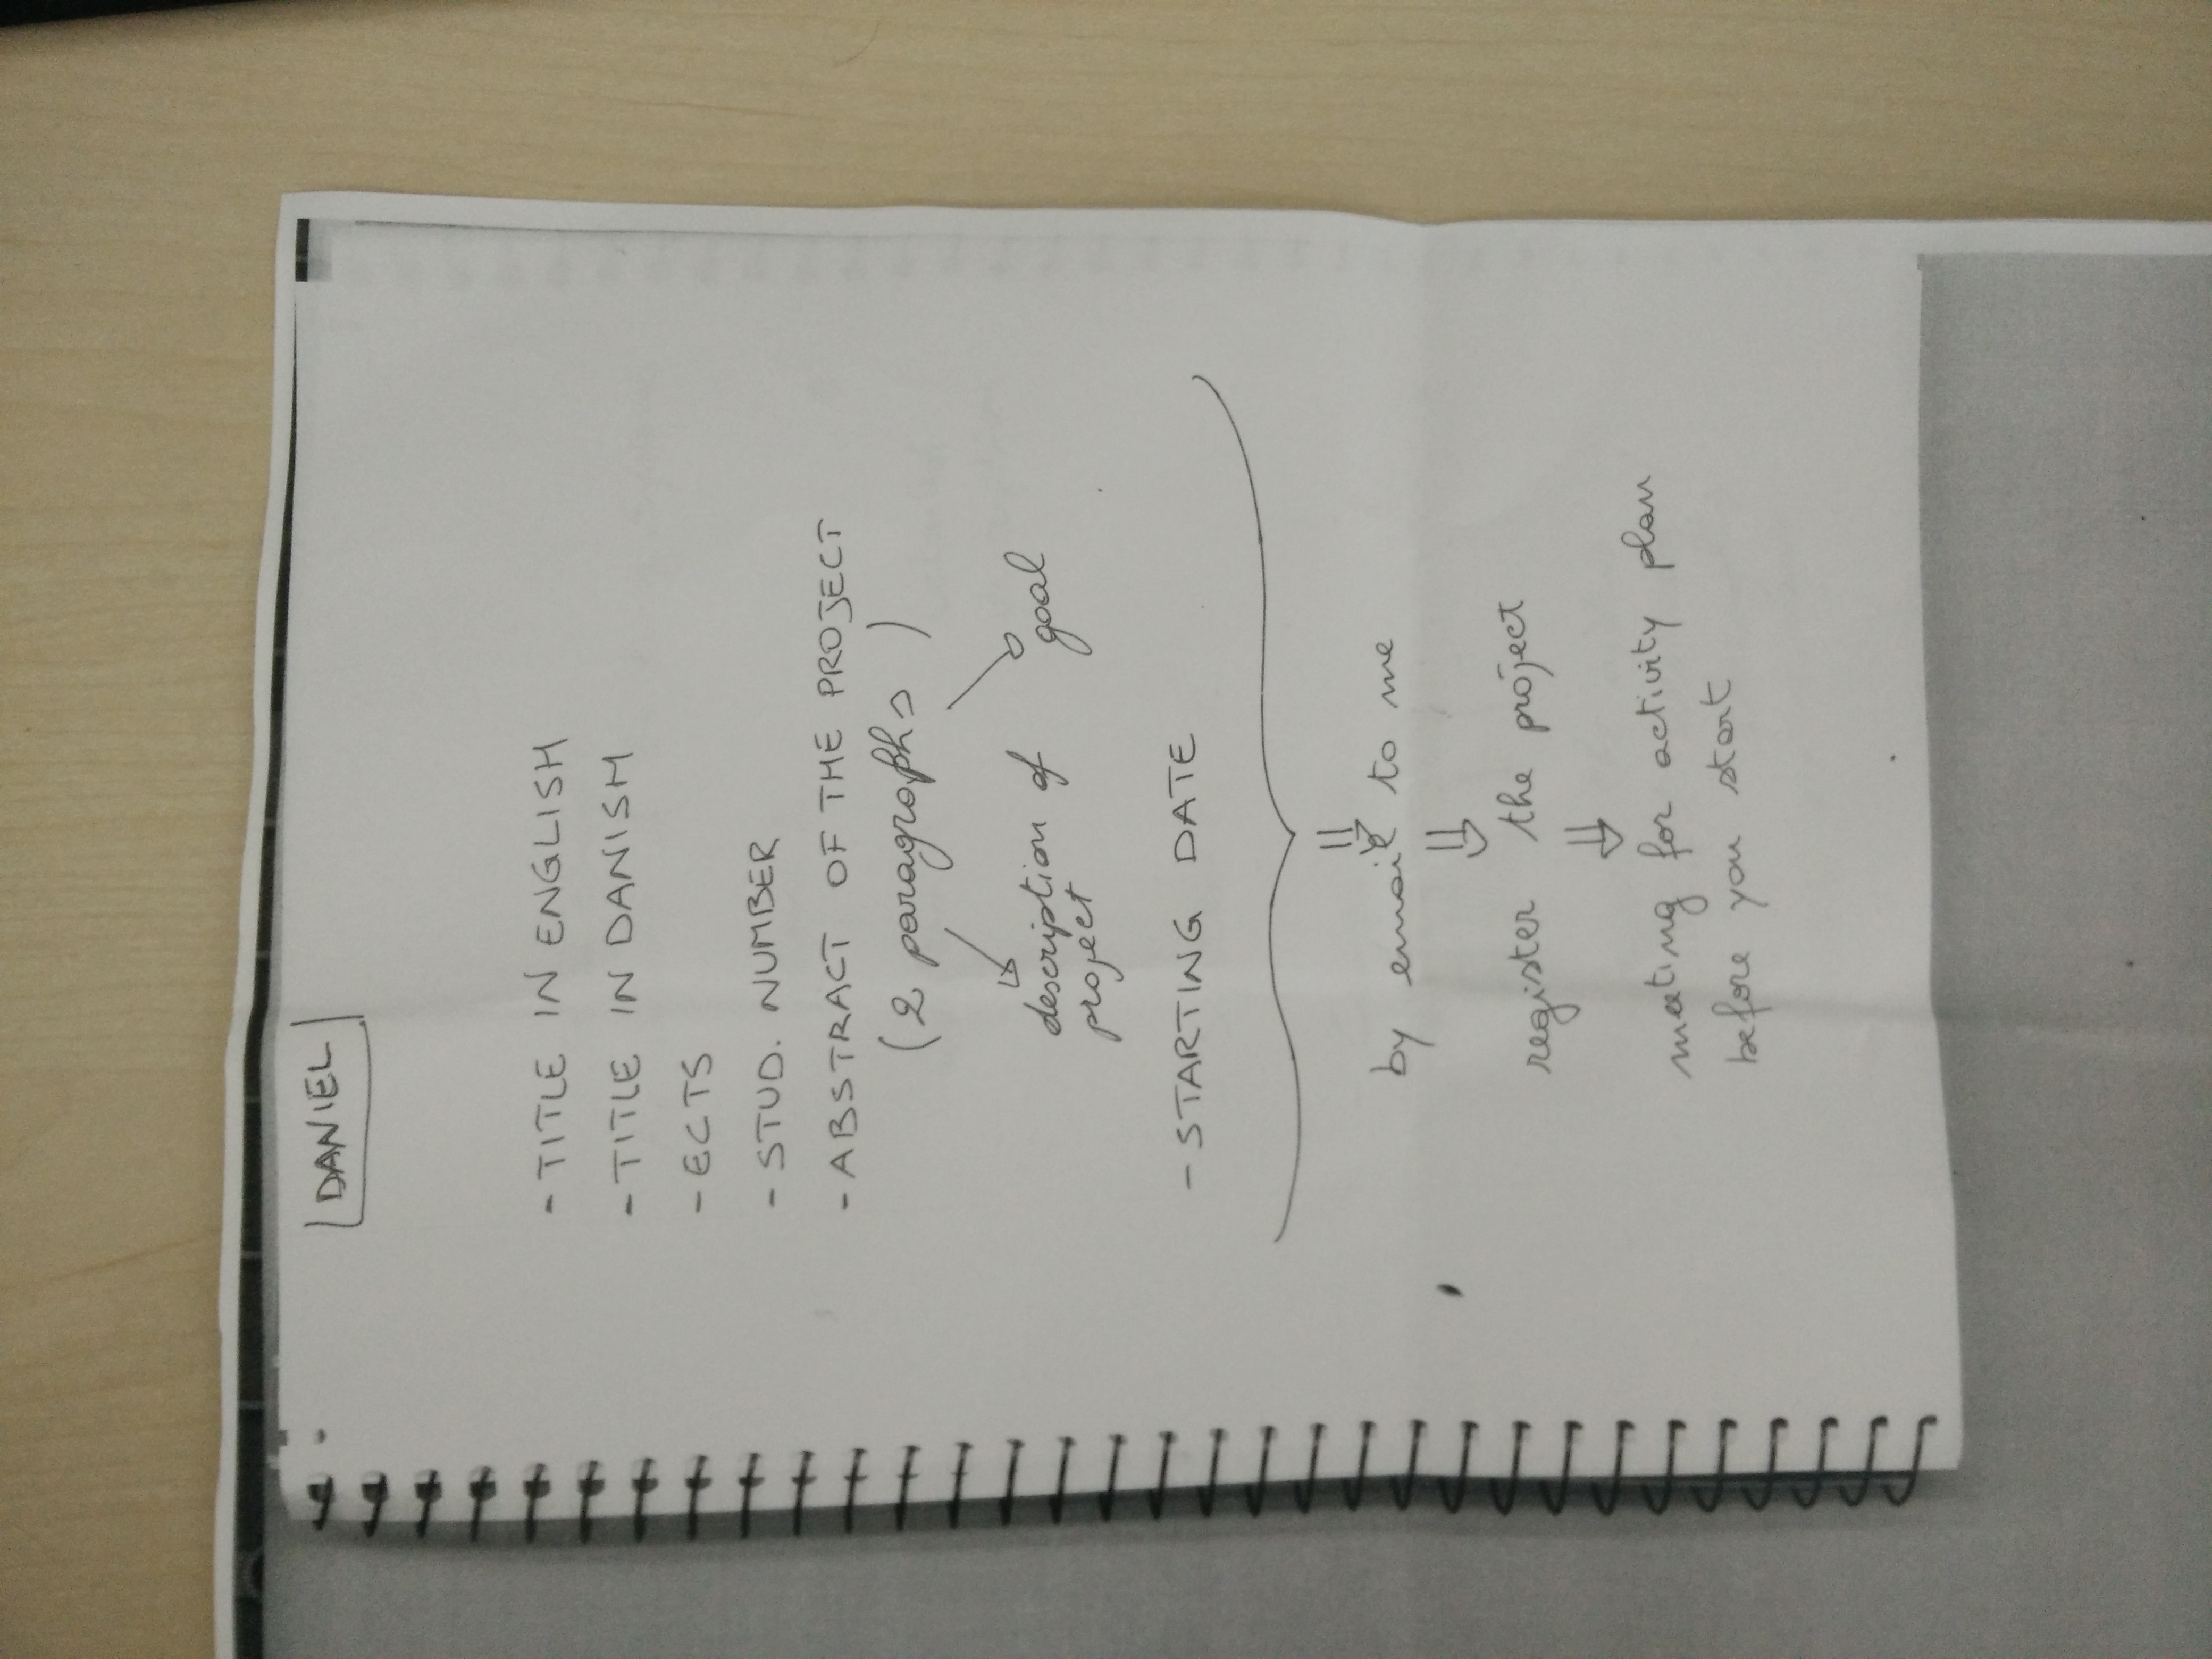 DANIEL
- TITLE IN ENGLISH
- TITLE IN DANISH
- ECTS
- STUD. NUMBER
- ABSTRACT OF THE PROJECT
(2 paragraphs)
description of
project
goal
- STARTING DATE
by email to me
register the project
meeting for activity plan
before you start